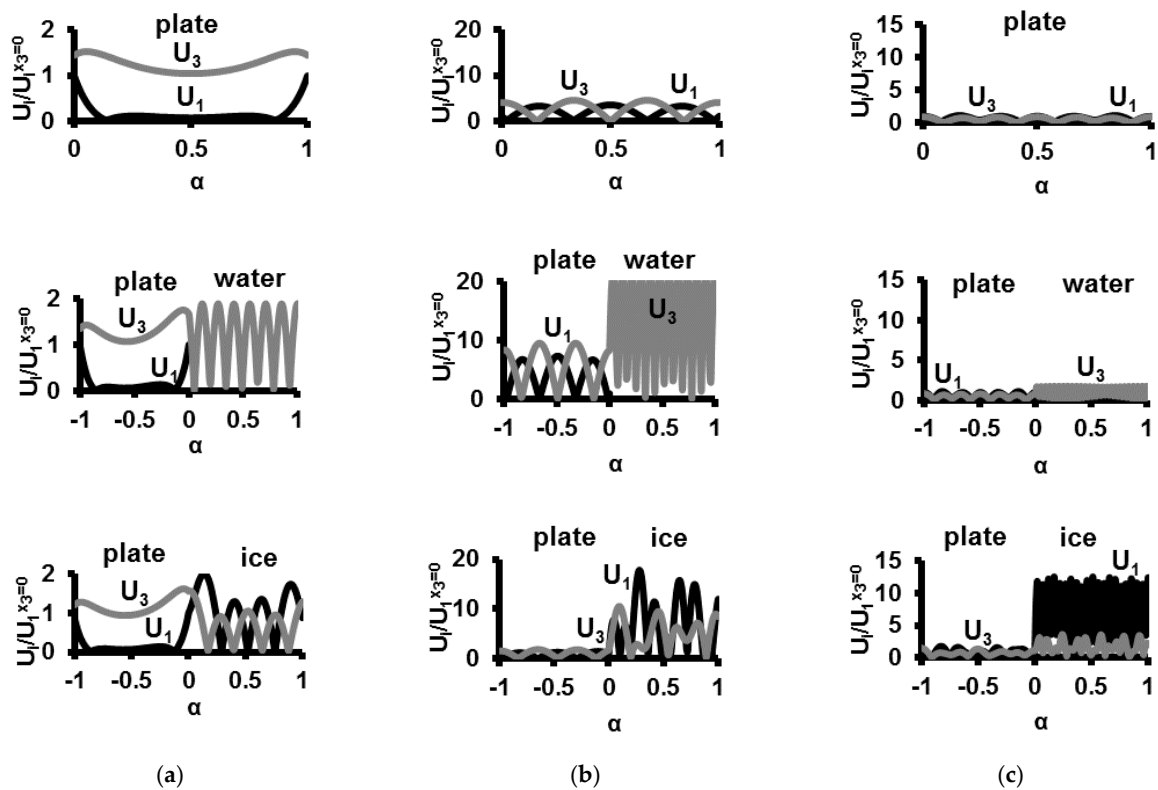 plate
U3
U1
UI/U1x3=0
2
1
0
0 0.5 1
α
U3 U1
UI/U1x3=0
20
10
0
0 0.5 1
α
plate
U3 U1
UI/U1x3=0
15
10
5
0
0 0.5 1
α
plate water
U3
U1
UI/U1x3=0
2
1
0
-1 -0.5 0 0.5 1
α
plate water
U1 U3
UI/U1x3=0
20
10
0
-1 -0.5 0 0.5 1
α
plate water
U1 U3
UI/U1x3=0
15
10
5
0
-1 -0.5 0 0.5 1
α
plate ice
U3
U1
UI/U1x3=0
2
1
0
-1 -0.5 0 0.5 1
α
plate ice
U1
U3
UI/U1x3=0
20
10
0
-1 -0.5 0 0.5 1
α
plate ice
U1
U3
UI/U1x3=0
15
10
5
0
-1 -0.5 0 0.5 1
α
(a) (b) (c)